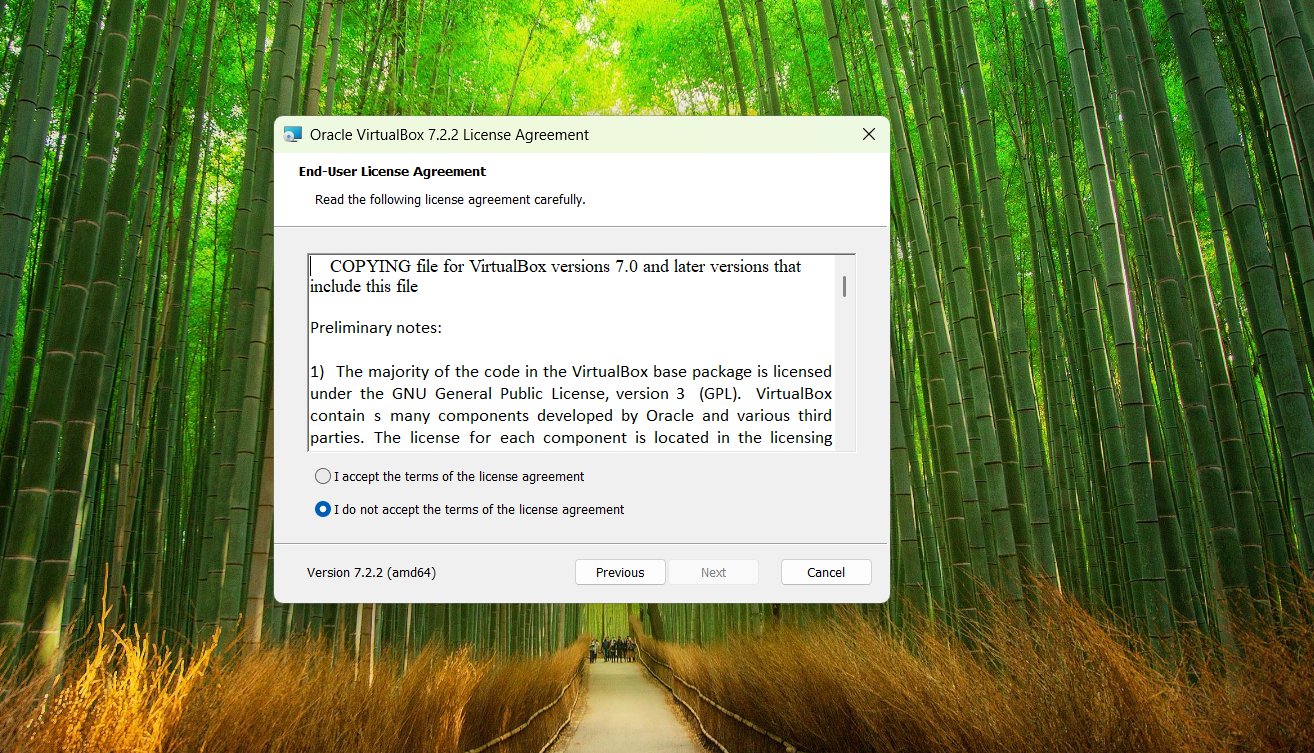 Oracle VirtualBox 7.2.2 License Agreement
End-User License Agreement
Read the following license agreement carefully.
COPYING file for VirtualBox versions 7.0 and later versions that
include this file
Preliminary notes:
1)  The majority of the code in the VirtualBox base package is licensed
under the GNU General Public License, version 3  (GPL).  VirtualBox
contain s many components developed by Oracle and various third
parties. The license for each component is located in the licensing
I accept the terms of the license agreement
I do not accept the terms of the license agreement
Version 7.2.2 (amd64)
Previous
Next
Cancel